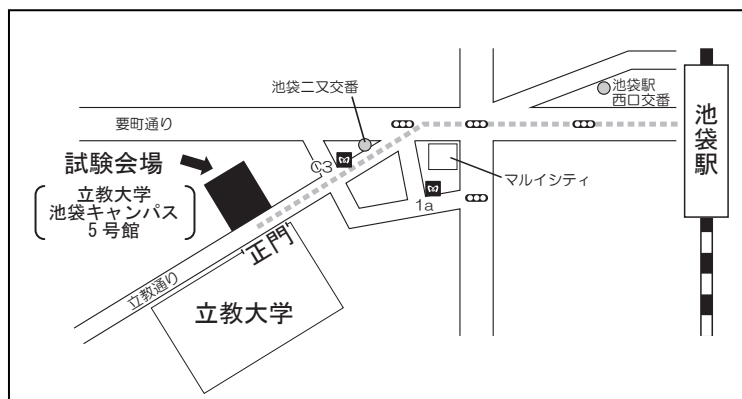 池袋二又交番
池袋駅
西口交番
要町通り
池袋駅
試験会場
立教大学
池袋キャンパス
5号館
C3
マルイシティ
1a
正門
立教通り
立教大学